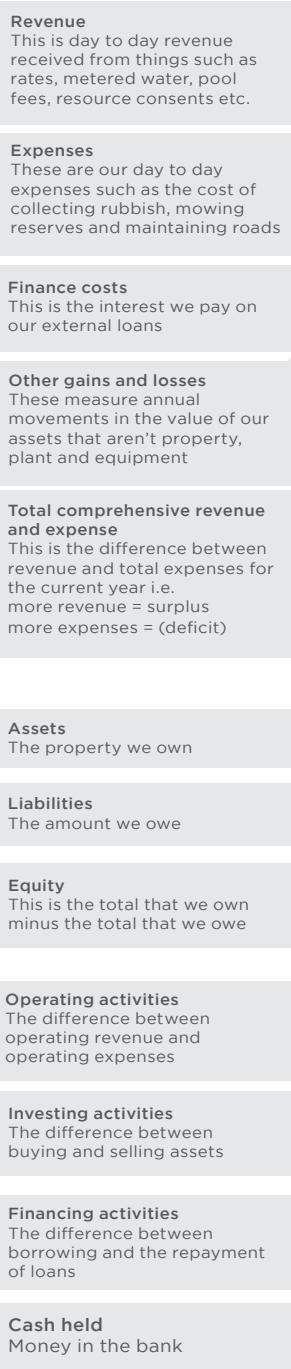 Revenue
This is day to day revenue
received from things such as
rates, metered water, pool
fees, resource consents etc.
Expenses
These are our day to day
expenses such as the cost of
collecting rubbish, mowing
reserves and maintaining roads
Finance costs
This is the interest we pay on
our external loans
Other gains and losses
These measure annual
movements in the value of our
assets that aren't property,
plant and equipment
Total comprehensive revenue
and expense
This is the difference between
revenue and total expenses for
the current year i.e.
more revenue = surplus
more expenses = (deficit)
Assets
The property we own
Liabilities
The amount we owe
Equity
This is the total that we own
minus the total that we owe
Operating activities
The difference between
operating revenue and
operating expenses
Investing activities
The difference between
buying and selling assets
Financing activities
The difference between
borrowing and the repayment
of loans
Cash held
Money in the bank